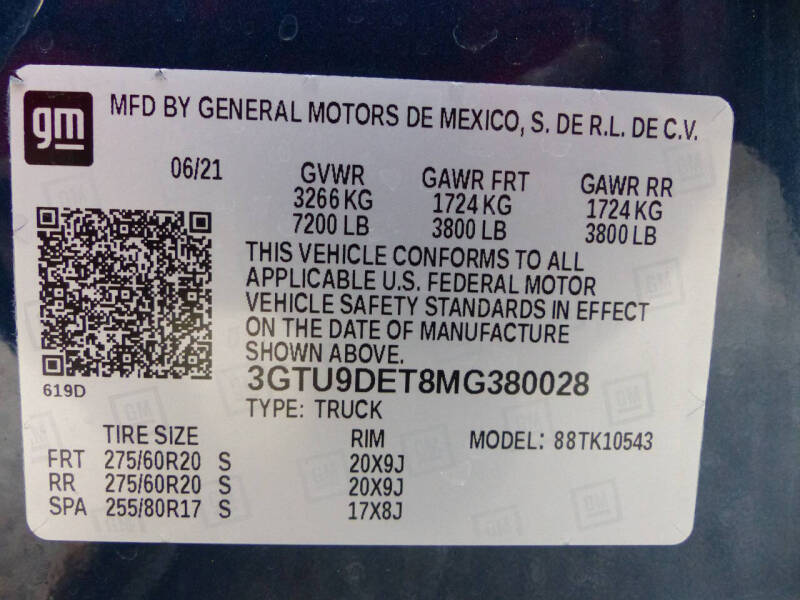 gm
MFD BY GENERAL MOTORS DE MEXICO, S. DE R.L. DE C.V.
06/21 GVWR GAWR FRT GAWR RR
3266 KG 1724 KG 1724 KG
7200 LB 3800 LB 3800 LB
THIS VEHICLE CONFORMS TO ALL
APPLICABLE U.S. FEDERAL MOTOR
VEHICLE SAFETY STANDARDS IN EFFECT
ON THE DATE OF MANUFACTURE
SHOWN ABOVE.
619D
3GTU9DET8MG380028
TYPE: TRUCK
TIRE SIZE RIM MODEL: 88TK10543
FRT 275/60R20 S 20X9J
RR 275/60R20 S 20X9J
SPA 255/80R17 S 17X8J